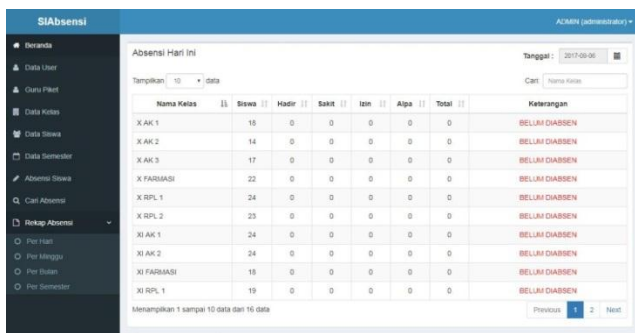 SIAbsensi
ADMIN (administrator)
Beranda
Data User
Guru Piket
Data Kelas
Data Siswa
Data Semester
Absensi Siswa
Cari Absensi
Rekap Absensi
Per Hari
Per Minggu
Per Bulan
Per Semester
Absensi Hari Ini
Tanggal : 2017-06-06
Tampilkan 10 data
Cari: Nama Kelas
Nama Kelas Siswa Hadir Sakit Izin Alpa Total Keterangan
X AK 1 18 0 0 0 0 0 BELUM DIABSEN
X AK 2 14 0 0 0 0 0 BELUM DIABSEN
X AK 3 17 0 0 0 0 0 BELUM DIABSEN
X FARMASI 22 0 0 0 0 0 BELUM DIABSEN
X RPL 1 24 0 0 0 0 0 BELUM DIABSEN
X RPL 2 23 0 0 0 0 0 BELUM DIABSEN
XI AK 1 24 0 0 0 0 0 BELUM DIABSEN
XI AK 2 24 0 0 0 0 0 BELUM DIABSEN
XI FARMASI 18 0 0 0 0 0 BELUM DIABSEN
XI RPL 1 19 0 0 0 0 0 BELUM DIABSEN
Menampilkan 1 sampai 10 data dari 16 data
Previous 1 2 Next